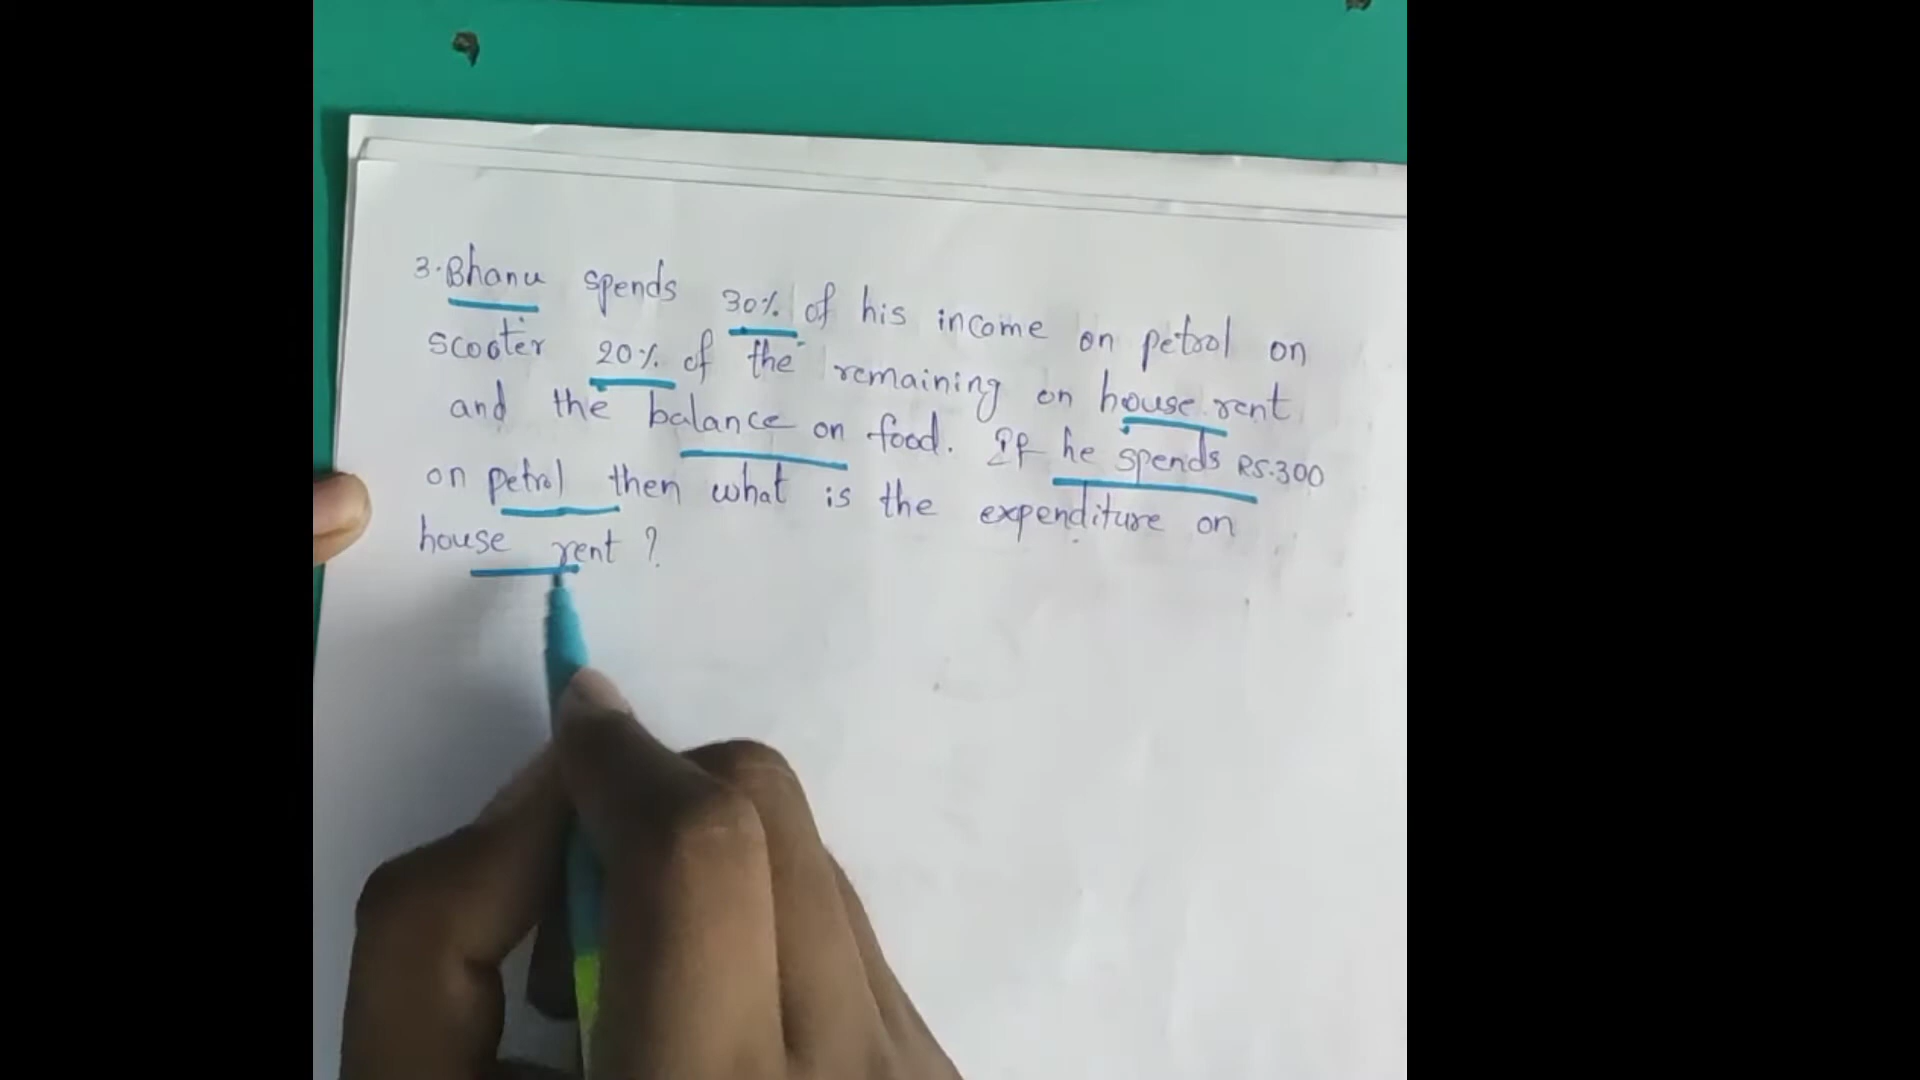 3. Bhanu spends 30% of his income on petrol on
scooter 20% of the remaining on house rent
and the balance on food. If he spends RS.300
on petrol then what is the expenditure on
house rent ?